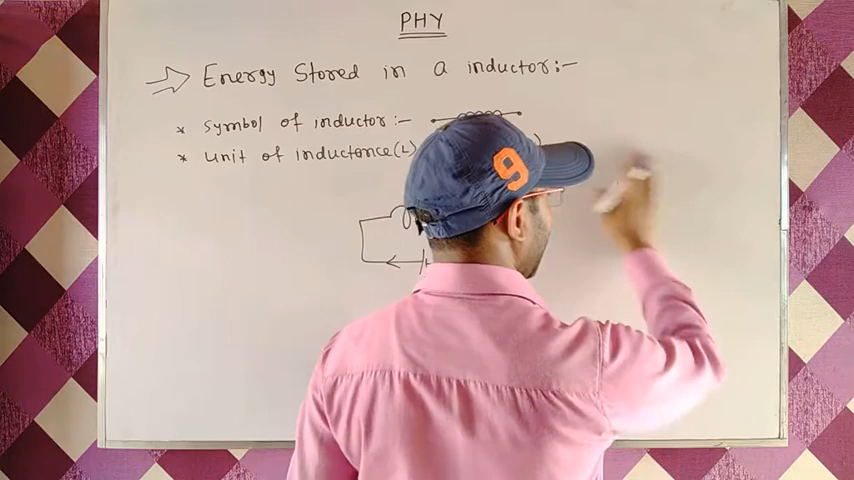 PHY
Energy Stored in a inductor:-
* Symbol of inductor:-
* unit of inductance(L)
9